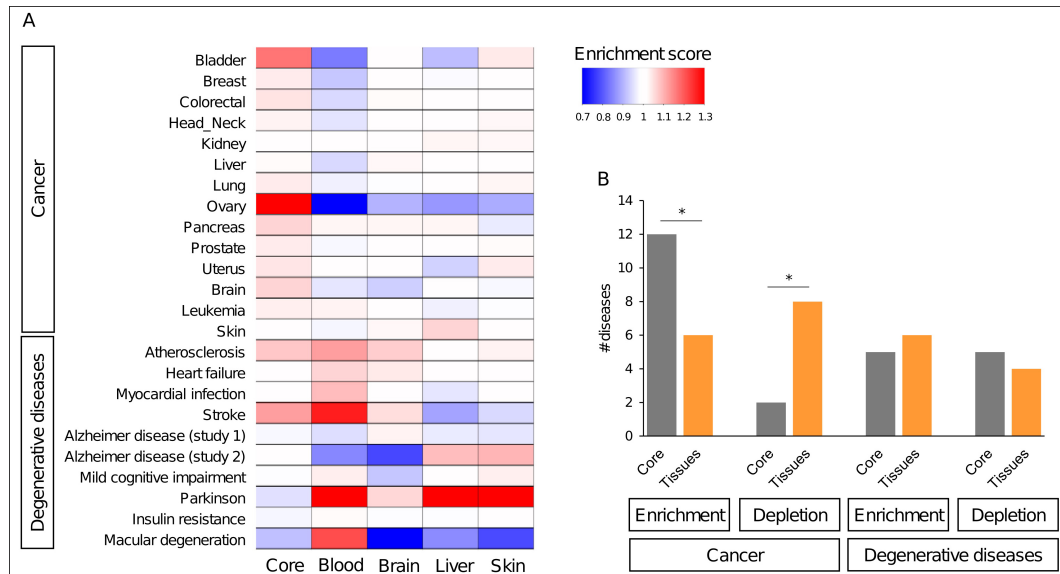 A
Cancer
Degenerative diseases
Bladder
Breast
Colorectal
Head_Neck
Kidney
Liver
Lung
Ovary
Pancreas
Prostate
Uterus
Brain
Leukemia
Skin
Atherosclerosis
Heart failure
Myocardial infection
Stroke
Alzheimer disease (study 1)
Alzheimer disease (study 2)
Mild cognitive impairment
Parkinson
Insulin resistance
Macular degeneration
Core Blood Brain Liver Skin
Enrichment score
0.7 0.8 0.9 1 1.1 1.2 1.3
B
#diseases
14
12
10
8
6
4
2
0
* *
Core Tissues Core Tissues Core Tissues Core Tissues
Enrichment Depletion Enrichment Depletion
Cancer Degenerative diseases